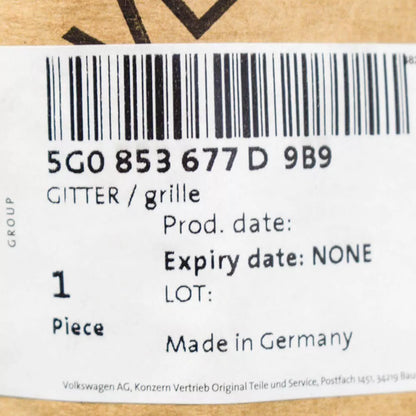 5G0 853 677 D 9B9
GITTER / grille
GROUP
Prod. date:
Expiry date: NONE
1
LOT:
Piece
Made in Germany
Volkswagen AG, Konzern Vertrieb Original Teile und Service, Postfach 1451, 34219 Bau